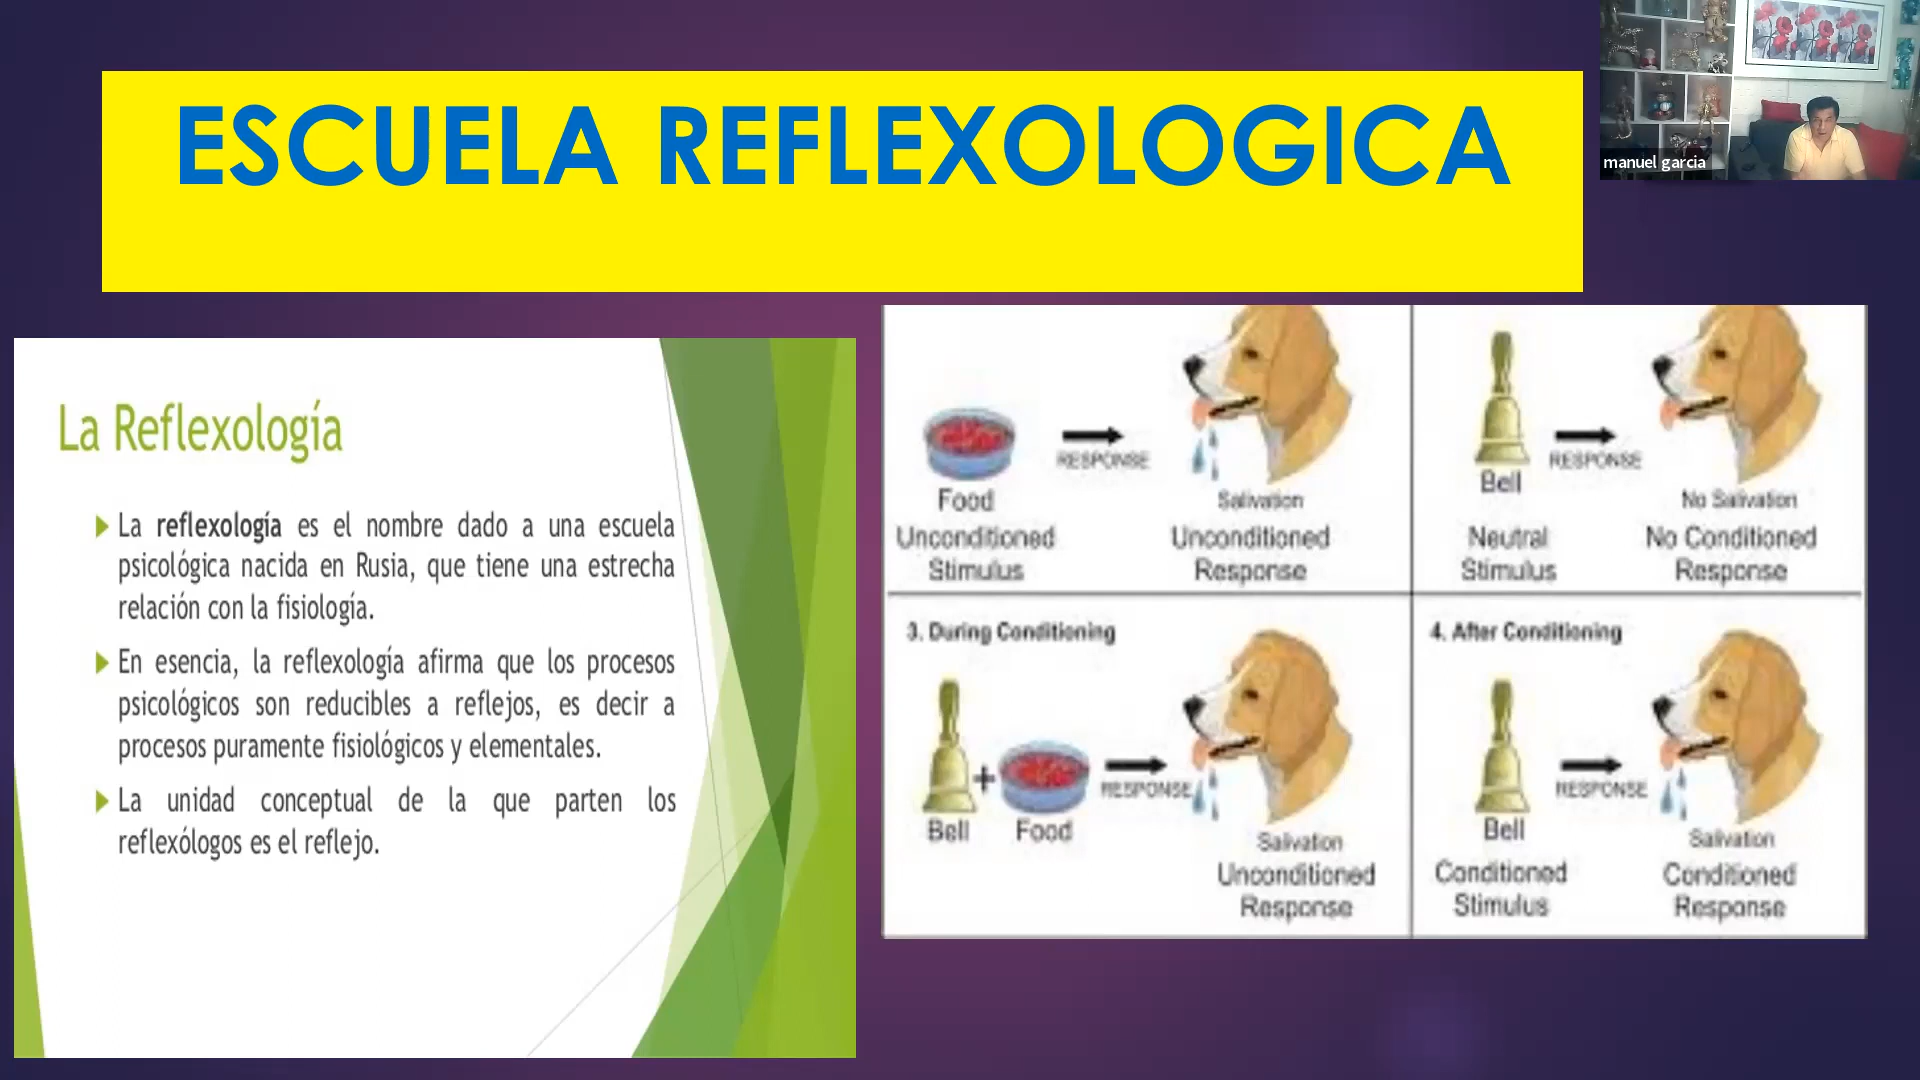 ESCUELA REFLEXOLOGICA
manuel garcia
La Reflexología
La reflexología es el nombre dado a una escuela
psicológica nacida en Rusia, que tiene una estrecha
relación con la fisiología.
En esencia, la reflexología afirma que los procesos
psicológicos son reducibles a reflejos, es decir a
procesos puramente fisiológicos y elementales.
La unidad conceptual de la que parten los
reflexólogos es el reflejo.
RESPONSE
Food
Salivation
Unconditioned
Stimulus
Unconditioned
Response
RESPONSE
Bell
No Salivation
Neutral
Stimulus
No Conditioned
Response
3. During Conditioning
+
RESPONSE
Bell
Food
Salivation
Unconditioned
Response
4. After Conditioning
RESPONSE
Bell
Salivation
Conditioned
Stimulus
Conditioned
Response